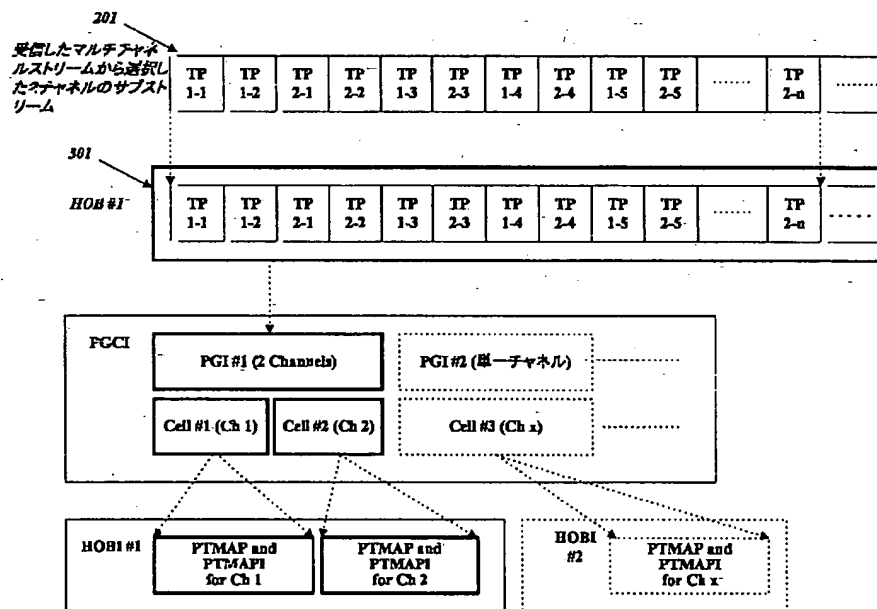 201
受信したマルチチャネ
ルストリームから選択し
た2チャネルのサブスト
リーム
TP 1-1
TP 1-2
TP 2-1
TP 2-2
TP 1-3
TP 2-3
TP 1-4
TP 2-4
TP 1-5
TP 2-5
......
TP 2-n
......
301
HOB #1
TP 1-1
TP 1-2
TP 2-1
TP 2-2
TP 1-3
TP 2-3
TP 1-4
TP 2-4
TP 1-5
TP 2-5
......
TP 2-n
......
PGCI
PGI #1 (2 Channels)
PGI #2 (単一チャネル)
Cell #1 (Ch 1)
Cell #2 (Ch 2)
Cell #3 (Ch x)
HOBI #1
PTMAP and
PTMAPI
for Ch 1
PTMAP and
PTMAPI
for Ch 2
HOBI
#2
PTMAP and
PTMAPI
for Ch x